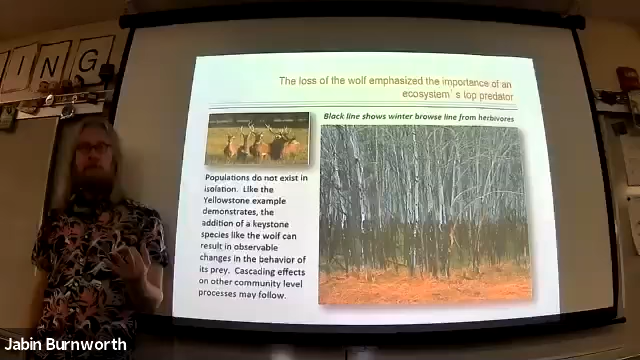 ING
The loss of the wolf emphasized the importance of an
ecosystem's top predator
Black line shows winter browse line from herbivores
Populations do not exist in
isolation. Like the
Yellowstone example
demonstrates, the
addition of a keystone
species like the wolf can
result in observable
changes in the behavior of
its prey. Cascading effects
on other community level
processes may follow.
Jabin Burnworth